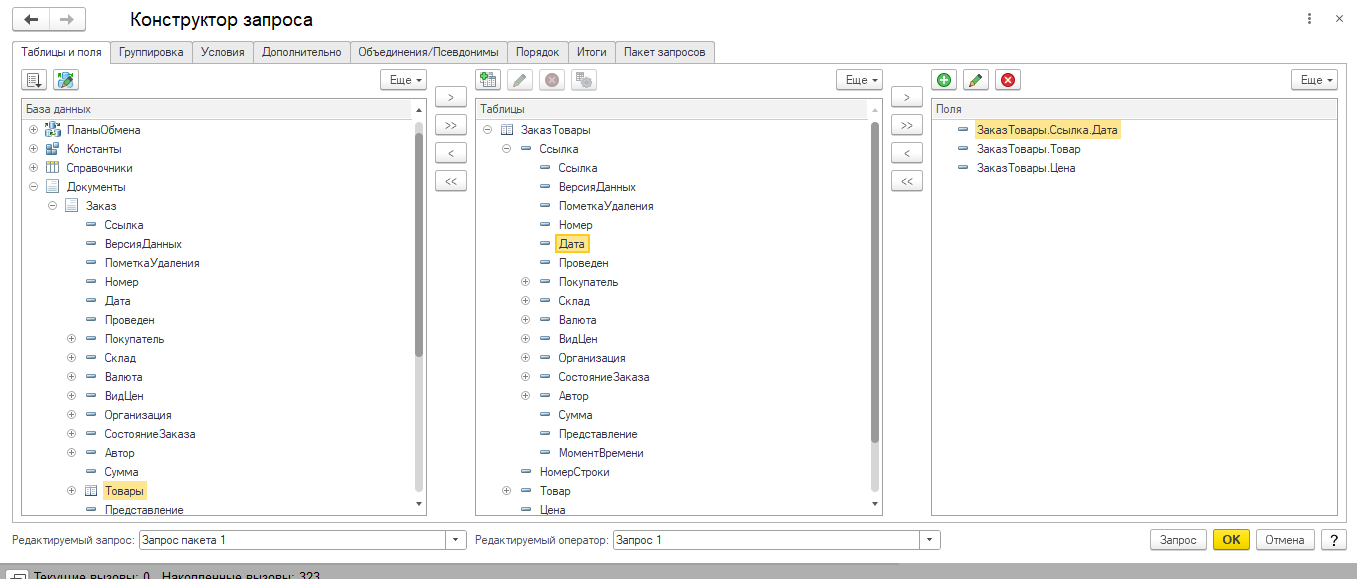 Конструктор запроса
Таблицы и поля Группировка Условия Дополнительно Объединения/Псевдонимы Порядок Итоги Пакет запросов
Еще Еще Еще
База данных
ПланыОбмена
Константы
Справочники
Документы
Заказ
Ссылка
ВерсияДанных
ПометкаУдаления
Номер
Дата
Проведен
Покупатель
Склад
Валюта
ВидЦен
Организация
СостояниеЗаказа
Автор
Сумма
Товары
Представление
>
>>
<
<<
Таблицы
ЗаказТовары
Ссылка
Ссылка
ВерсияДанных
ПометкаУдаления
Номер
Дата
Проведен
Покупатель
Склад
Валюта
ВидЦен
Организация
СостояниеЗаказа
Автор
Сумма
Представление
МоментВремени
НомерСтроки
Товар
Цена
>
>>
<
<<
Поля
ЗаказТовары.Ссылка.Дата
ЗаказТовары.Товар
ЗаказТовары.Цена
Редактируемый запрос: Запрос пакета 1 Редактируемый оператор: Запрос 1 Запрос ОК Отмена ?
Текущие вызовы: 0 Накопленные вызовы: 323